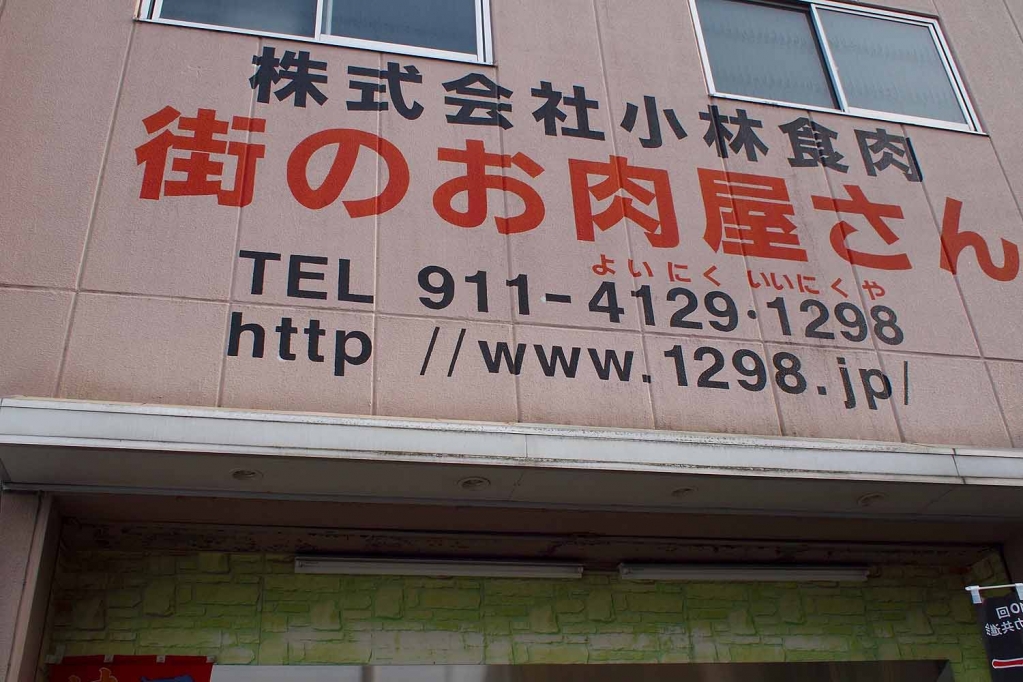 株式会社小林食肉
街のお肉屋さん
よいにく いいにくや
TEL 911-4129・1298
http //www.1298.jp/